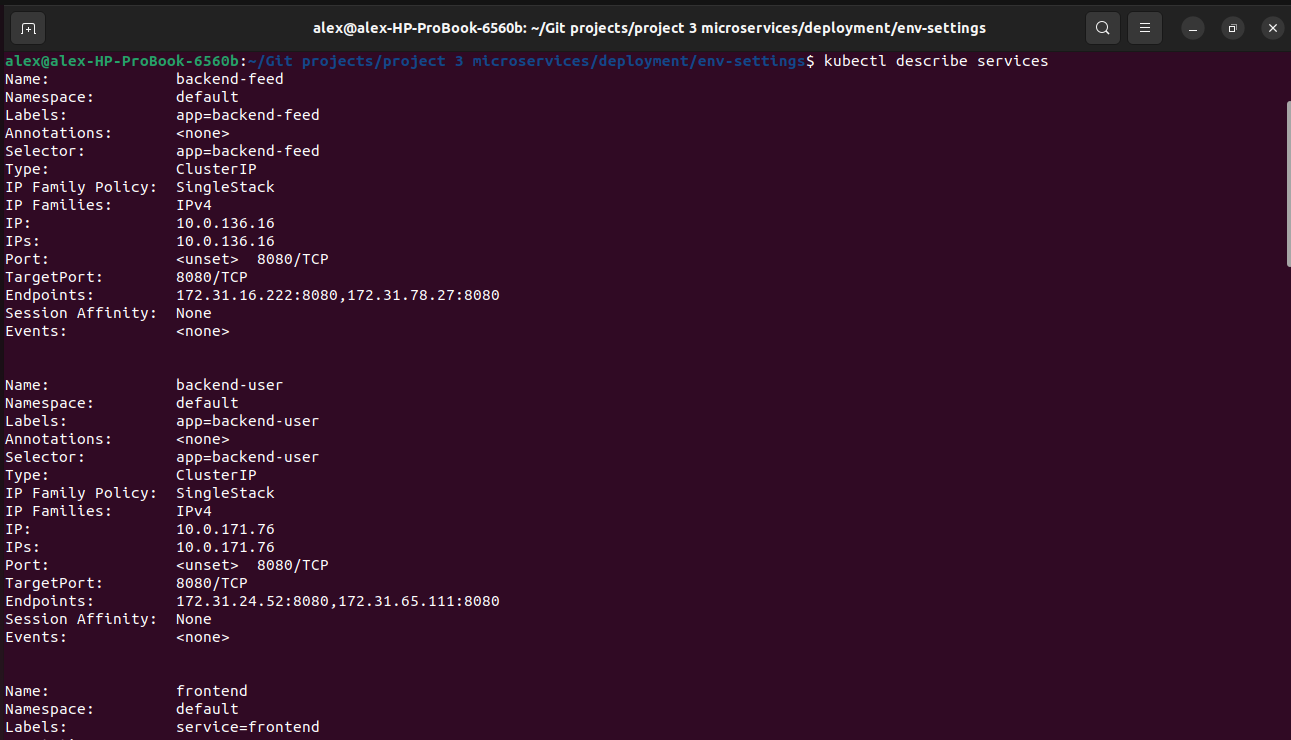 alex@alex-HP-ProBook-6560b: ~/Git projects/project 3 microservices/deployment/env-settings
alex@alex-HP-ProBook-6560b:~/Git projects/project 3 microservices/deployment/env-settings$ kubectl describe services
Name:              backend-feed
Namespace:         default
Labels:            app=backend-feed
Annotations:       <none>
Selector:          app=backend-feed
Type:              ClusterIP
IP Family Policy:  SingleStack
IP Families:       IPv4
IP:                10.0.136.16
IPs:               10.0.136.16
Port:              <unset>  8080/TCP
TargetPort:        8080/TCP
Endpoints:         172.31.16.222:8080,172.31.78.27:8080
Session Affinity:  None
Events:            <none>
Name:              backend-user
Namespace:         default
Labels:            app=backend-user
Annotations:       <none>
Selector:          app=backend-user
Type:              ClusterIP
IP Family Policy:  SingleStack
IP Families:       IPv4
IP:                10.0.171.76
IPs:               10.0.171.76
Port:              <unset>  8080/TCP
TargetPort:        8080/TCP
Endpoints:         172.31.24.52:8080,172.31.65.111:8080
Session Affinity:  None
Events:            <none>
Name:              frontend
Namespace:         default
Labels:            service=frontend